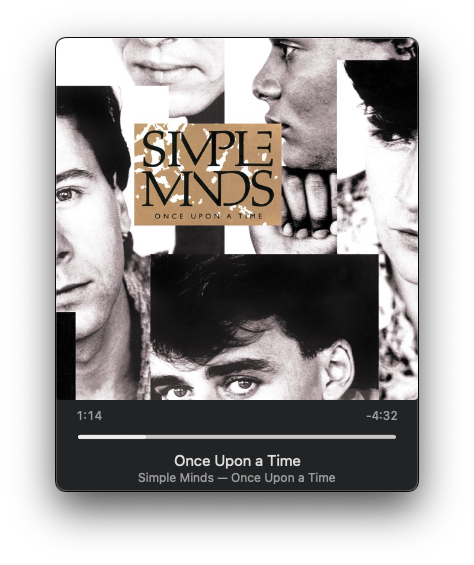 SIMPLE
MINDS
ONCE UPON A TIME
1:14
-4:32
Once Upon a Time
Simple Minds — Once Upon a Time